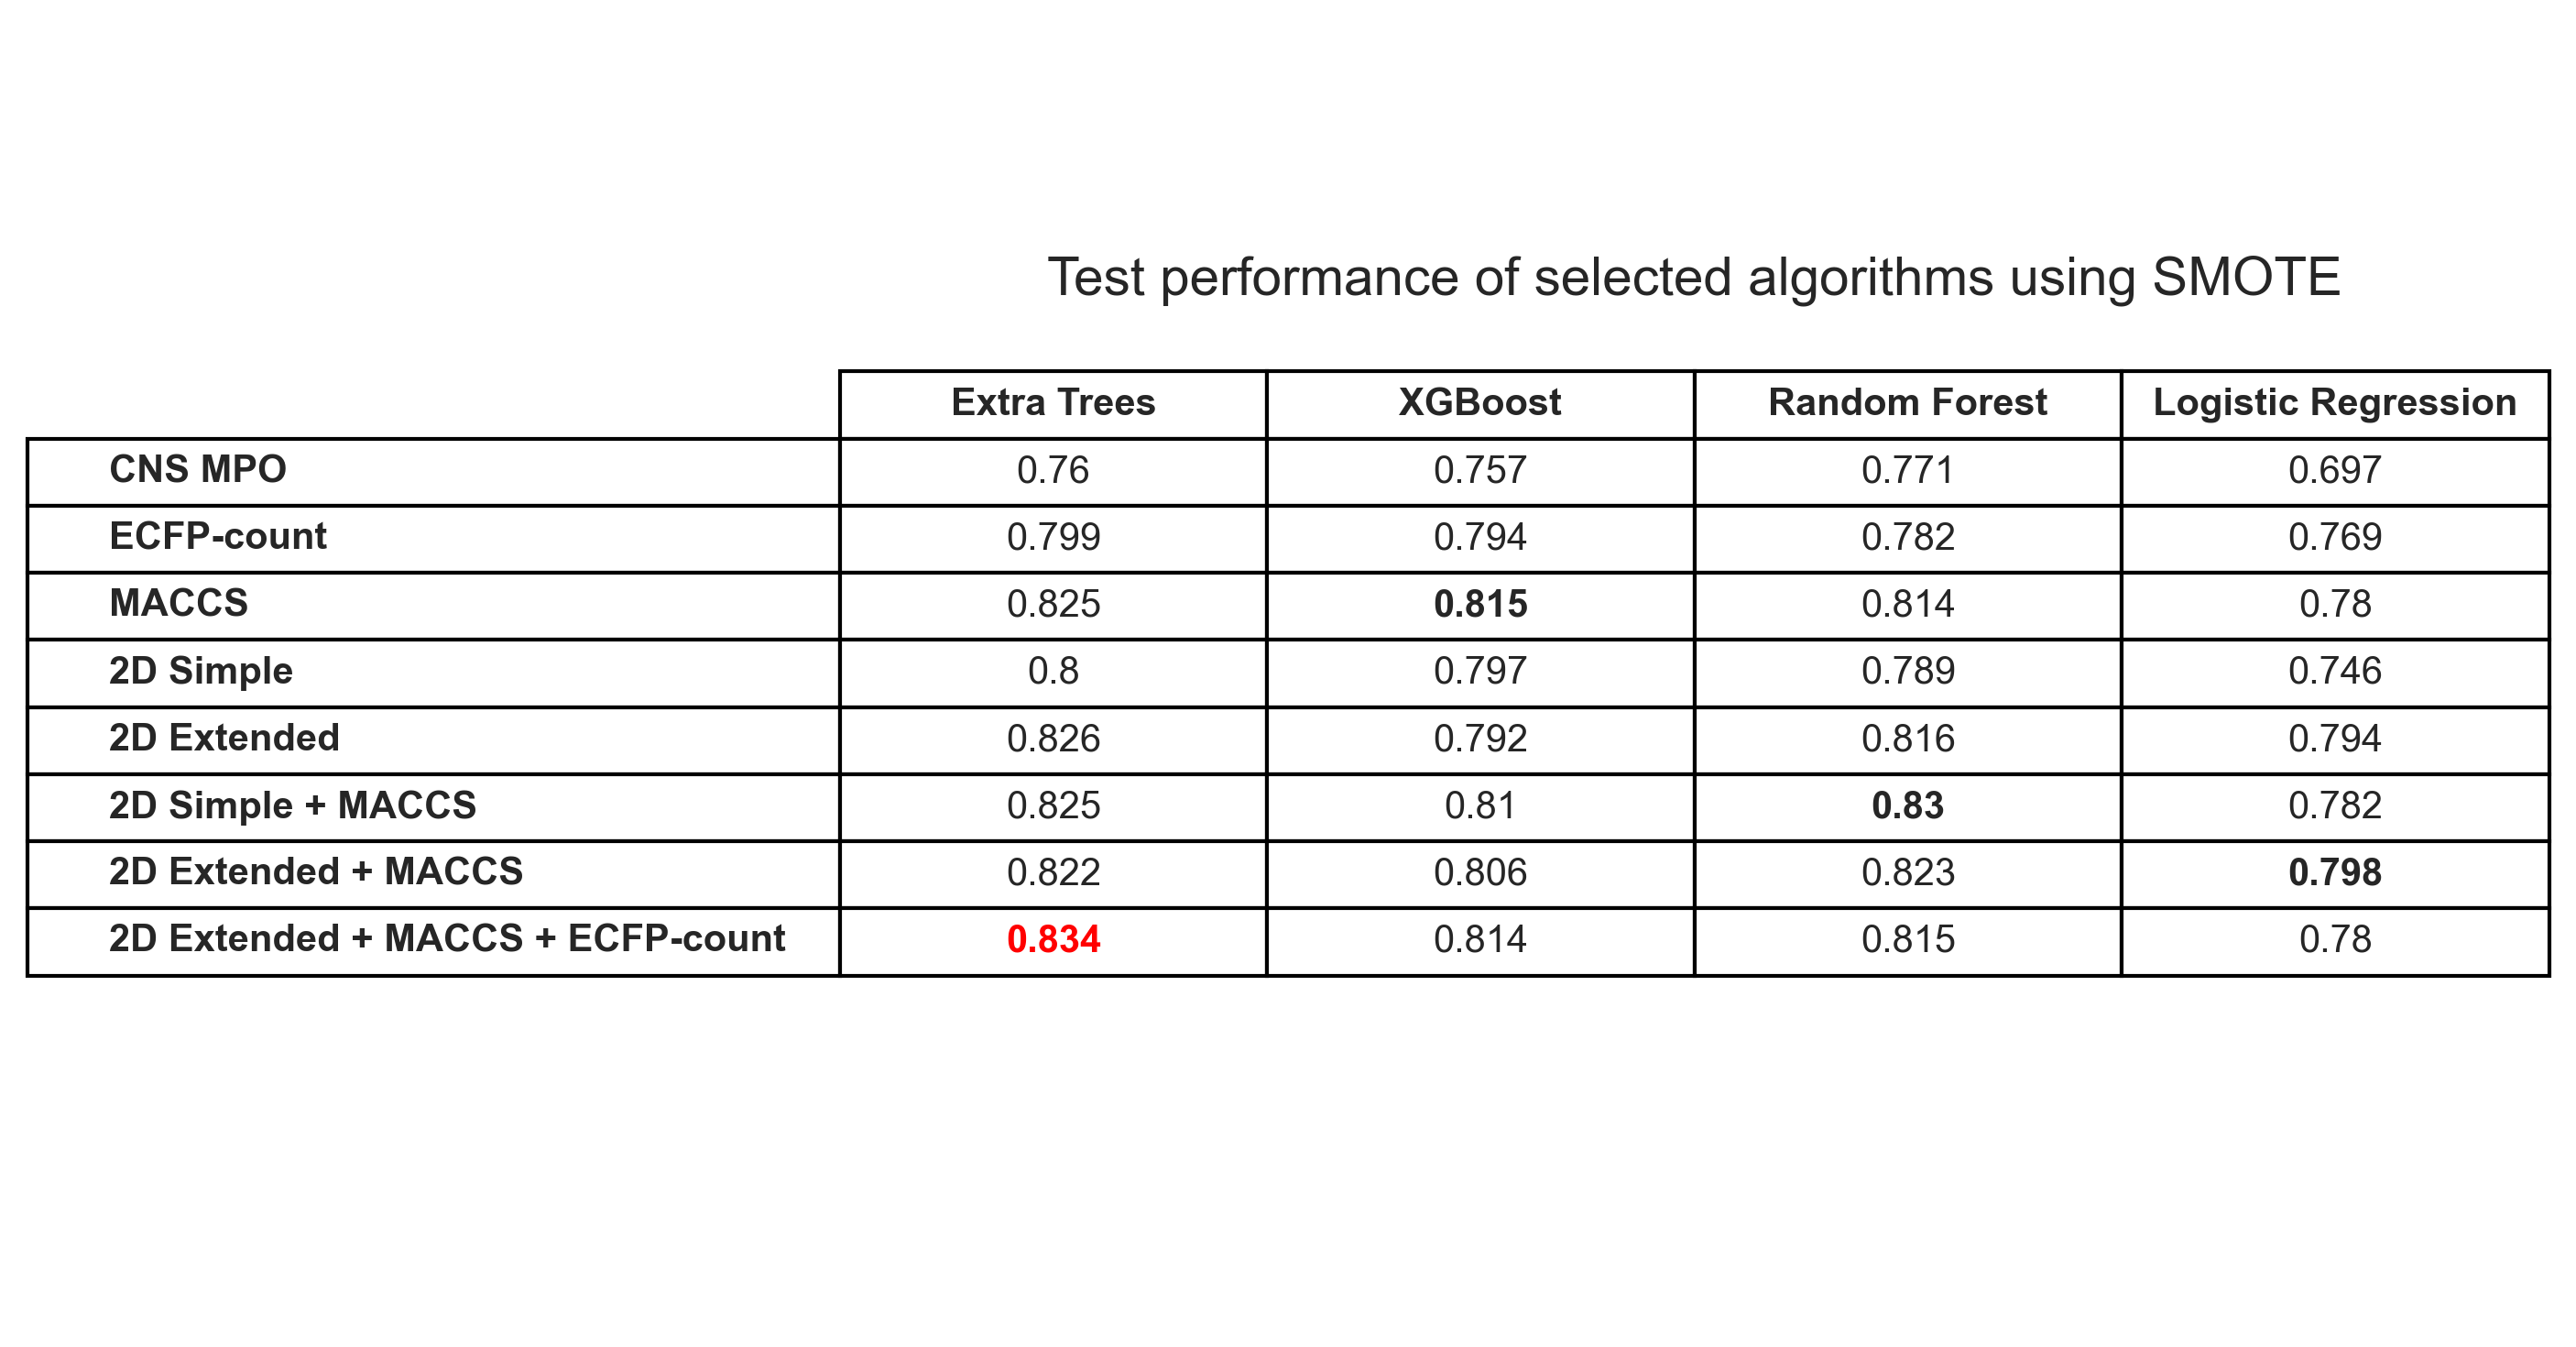 Test performance of selected algorithms using SMOTE
Extra Trees XGBoost Random Forest Logistic Regression
CNS MPO 0.76 0.757 0.771 0.697
ECFP-count 0.799 0.794 0.782 0.769
MACCS 0.825 0.815 0.814 0.78
2D Simple 0.8 0.797 0.789 0.746
2D Extended 0.826 0.792 0.816 0.794
2D Simple + MACCS 0.825 0.81 0.83 0.782
2D Extended + MACCS 0.822 0.806 0.823 0.798
2D Extended + MACCS + ECFP-count 0.834 0.814 0.815 0.78